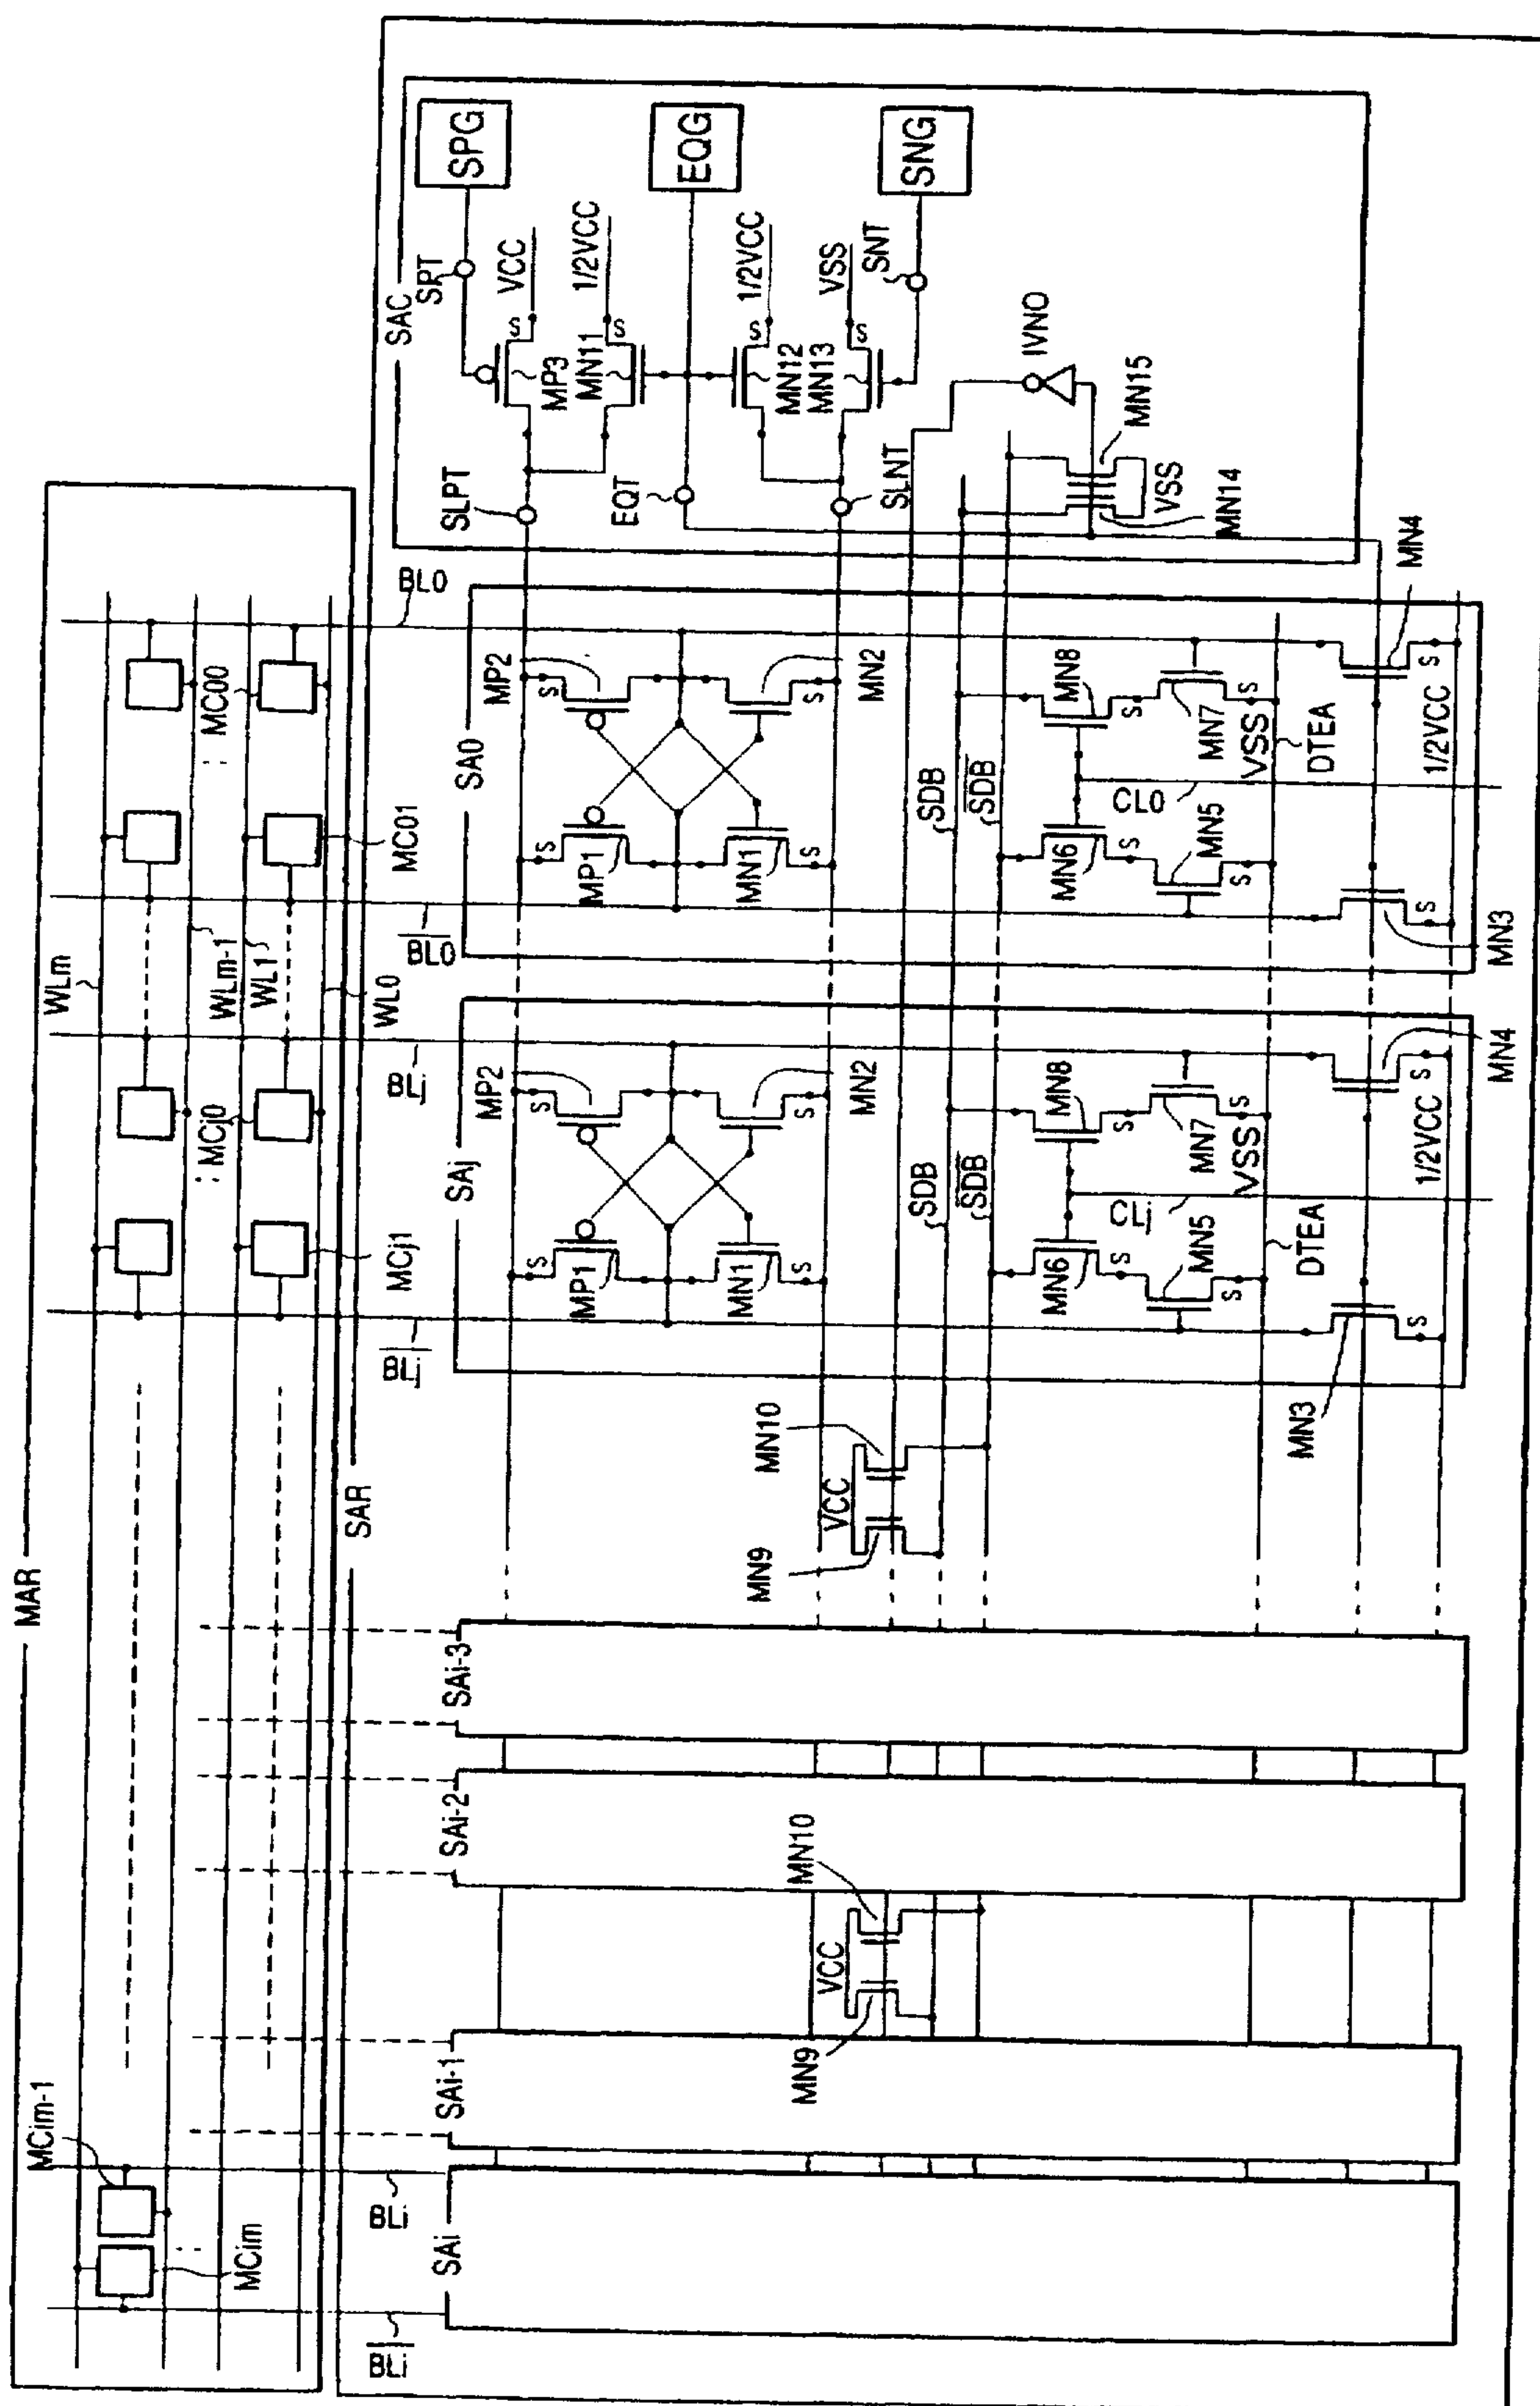 MAR
MCim-1
MCim
:
WLm
WLm-1
WL1
WL0
: MCj0
MCj1
: MC00
MC01
SAR
BLi
BLi
BLj
BLj
BL0
BL0
SAi
SAi-1
SAi-2
SAi-3
SAj
SA0
SAC
MN9
VCC
MN10
MN9
VCC
MN10
MP1
S
MP2
S
MN1
S
MN2
S
SDB
SDB
MN6
S
MN8
S
MN5
S
MN7
S
CLj
VSS
DTEA
MN3
S
1/2VCC
MN4
S
MP1
S
MP2
S
MN1
S
MN2
S
SDB
SDB
MN6
S
MN8
S
MN5
S
MN7
S
CL0
VSS
DTEA
MN3
S
1/2VCC
MN4
S
SLPT
SPT
SPG
VCC
S
MP3
1/2VCC
S
MN11
EQT
EQG
1/2VCC
S
MN12
VSS
S
MN13
SLNT
SNT
SNG
IVNO
MN15
VSS
MN14